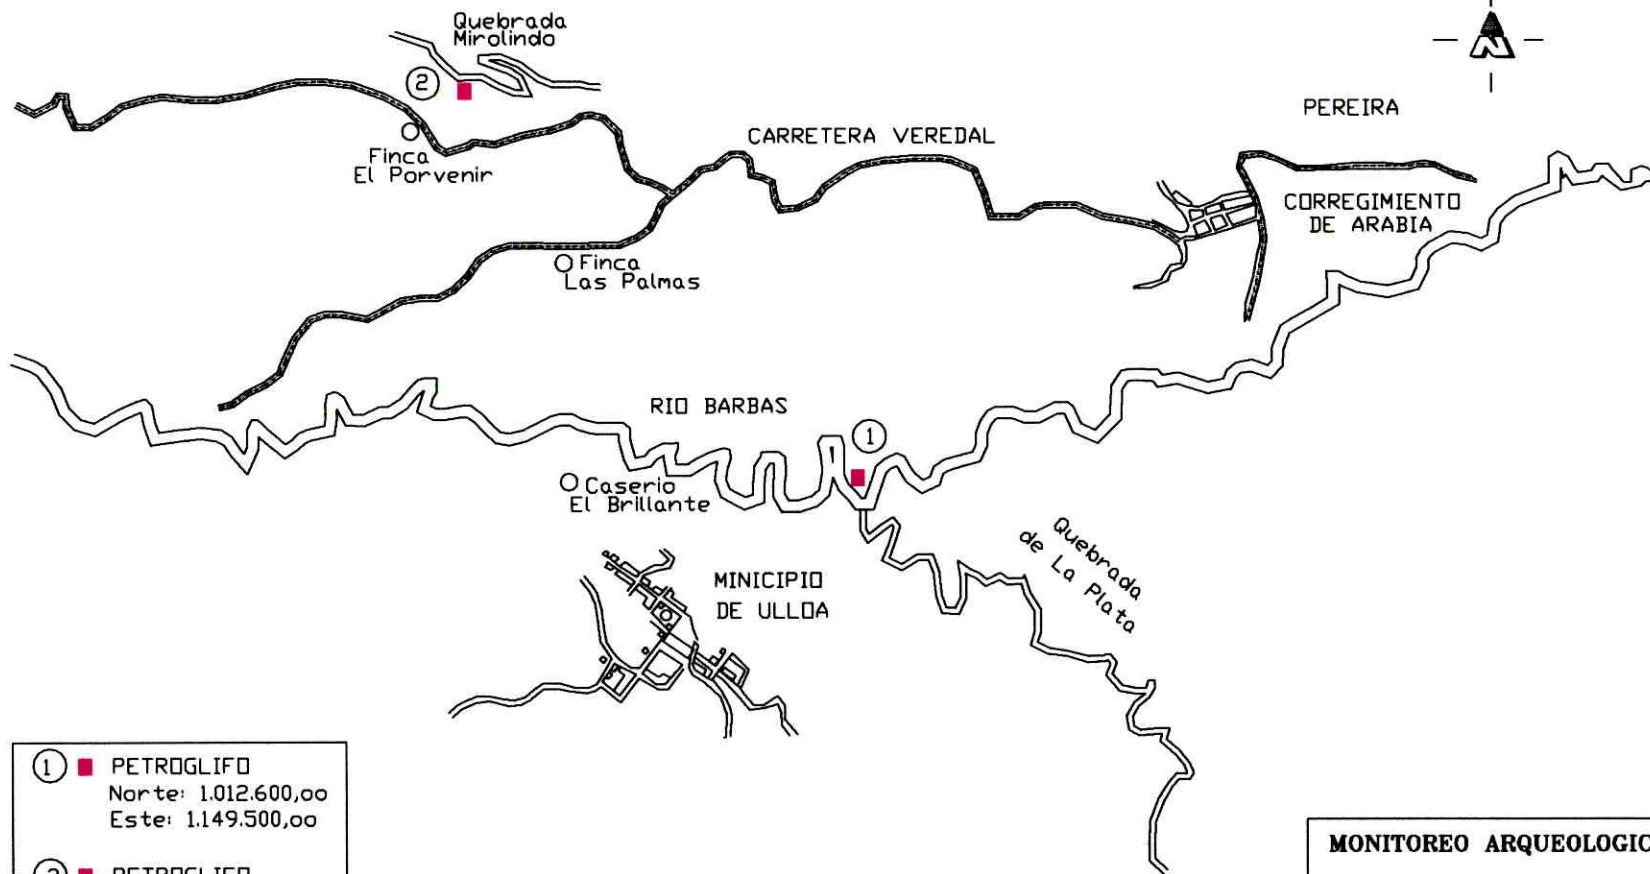 Quebrada
Mirolindo
2
N
PEREIRA
CARRETERA VEREDAL
Finca
El Porvenir
CORREGIMIENTO
DE ARABIA
Finca
Las Palmas
RIO BARBAS
1
Caserio
El Brillante
Quebrada
de La Plata
MINICIPIO
DE ULLOA
1 PETROGLIFO
Norte: 1.012.600,oo
Este: 1.149.500,oo
2 PETROGLIFO
MONITOREO ARQUEOLOGIC